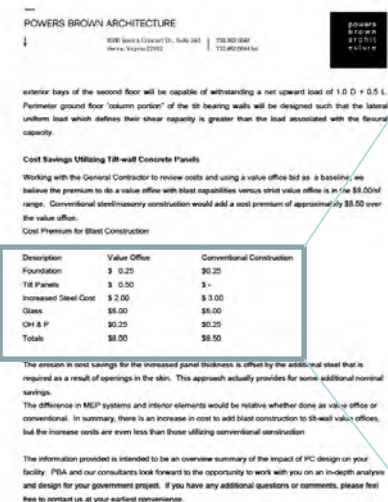 POWERS BROWN ARCHITECTURE
powers
brown
archit
ecture
exterior bays of the second floor will be capable of withstanding a net upward load of 1.0 D + 0.5 L
Perimeter ground floor "column portion" of the tilt bearing walls will be designed such that the lateral
uniform load which defines their shear capacity is greater than the load associated with the flexural
capacity.
Cost Savings Utilizing Tilt-wall Concrete Panels
Working with the General Contractor to review costs and using a value office bid as a baseline, we
believe the premium to do a value office with blast capabilities versus strict value office is in the $8.00/sf
range. Conventional steel/masonry construction would add a cost premium of approximately $8.50 over
the value office.
Cost Premium for Blast Construction
Description Value Office Conventional Construction
Foundation $ 0.25 $0.25
Tilt Panels $ 0.50 $ -
Increased Steel Cost $ 2.00 $ 3.00
Glass $5.00 $5.00
OH & P $0.25 $0.25
Totals $8.00 $8.50
The erosion in cost savings for the increased panel thickness is offset by the additional steel that is
required as a result of openings in the skin. This approach actually provides for some additional nominal
savings.
The difference in MEP systems and interior elements would be relative whether done as value office or
conventional. In summary, there is an increase in cost to add blast construction to tilt-wall value offices,
but the increase costs are even less than those utilizing conventional construction
The information provided is intended to be an overview summary of the impact of PC design on your
facility. PBA and our consultants look forward to the opportunity to work with you on an in-depth analysis
and design for your government project. If you have any additional questions or comments, please feel
free to contact us at your earliest convenience.